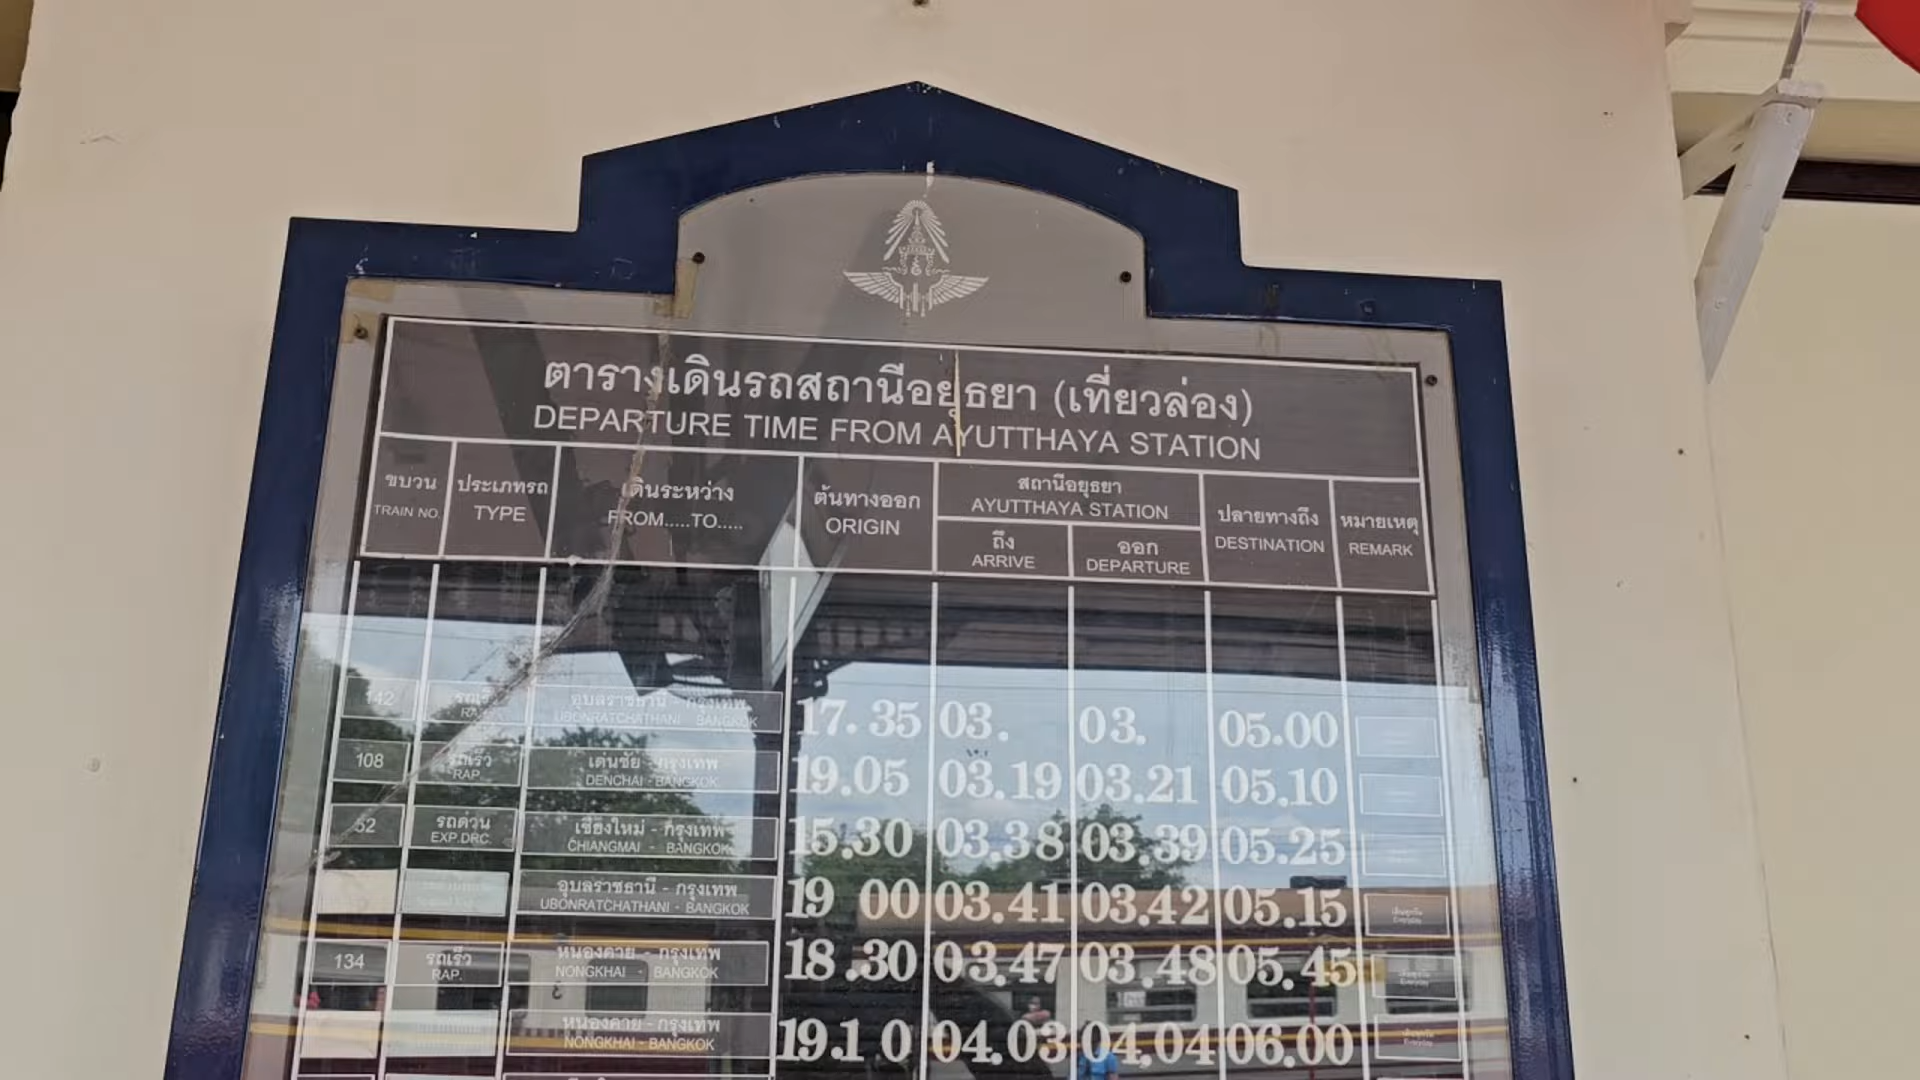 ตารางเดินรถสถานีอยุธยา (เที่ยวล่อง)
DEPARTURE TIME FROM AYUTTHAYA STATION
ขบวน ประเภทรถ เดินระหว่าง ต้นทางออก สถานีอยุธยา ปลายทางถึง หมายเหตุ
TRAIN NO. TYPE FROM.....TO..... ORIGIN AYUTTHAYA STATION DESTINATION REMARK
ถึง ออก
ARRIVE DEPARTURE
142 รถเร็ว อุบลราชธานี - กรุงเทพ 17.35 03. 03. 05.00
RAP. UBONRATCHATHANI BANGKOK
108 รถเร็ว เด่นชัย - กรุงเทพ 19.05 03.19 03.21 05.10
RAP. DENCHAI - BANGKOK
52 รถด่วน เชียงใหม่ - กรุงเทพ 15.30 03.38 03.39 05.25
EXP.DRC. CHIANGMAI - BANGKOK
อุบลราชธานี - กรุงเทพ 19 00 03.41 03.42 05.15
UBONRATCHATHANI - BANGKOK
134 รถเร็ว หนองคาย - กรุงเทพ 18.30 03.47 03.48 05.45
RAP. NONGKHAI - BANGKOK
หนองคาย - กรุงเทพ 19.10 04.03 04.04 06.00
NONGKHAI - BANGKOK